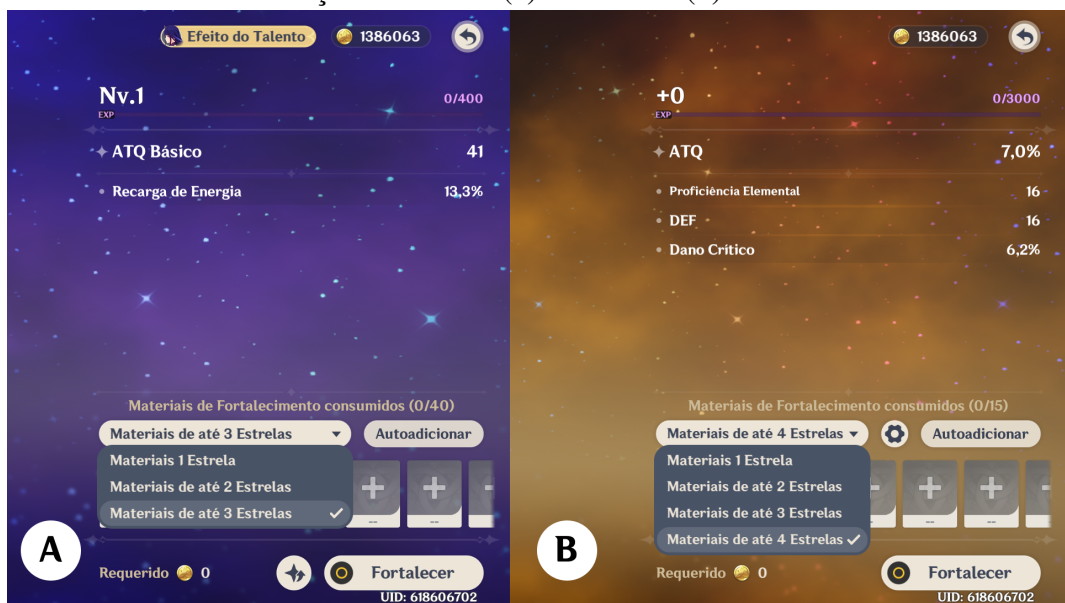 Efeito do Talento
1386063
Nv.1
0/400
EXP
ATQ Básico
41
Recarga de Energia
13,3%
Materiais de Fortalecimento consumidos (0/40)
Materiais de até 3 Estrelas
Autoadicionar
Materiais 1 Estrela
Materiais de até 2 Estrelas
Materiais de até 3 Estrelas
--
--
A
Requerido 0
Fortalecer
UID: 618606702
1386063
+0
0/3000
EXP
ATQ
7,0%
Proficiência Elemental
16
DEF
16
Dano Crítico
6,2%
Materiais de Fortalecimento consumidos (0/15)
Materiais de até 4 Estrelas
Autoadicionar
Materiais 1 Estrela
Materiais de até 2 Estrelas
Materiais de até 3 Estrelas
Materiais de até 4 Estrelas
--
--
--
B
Requerido 0
Fortalecer
UID: 618606702